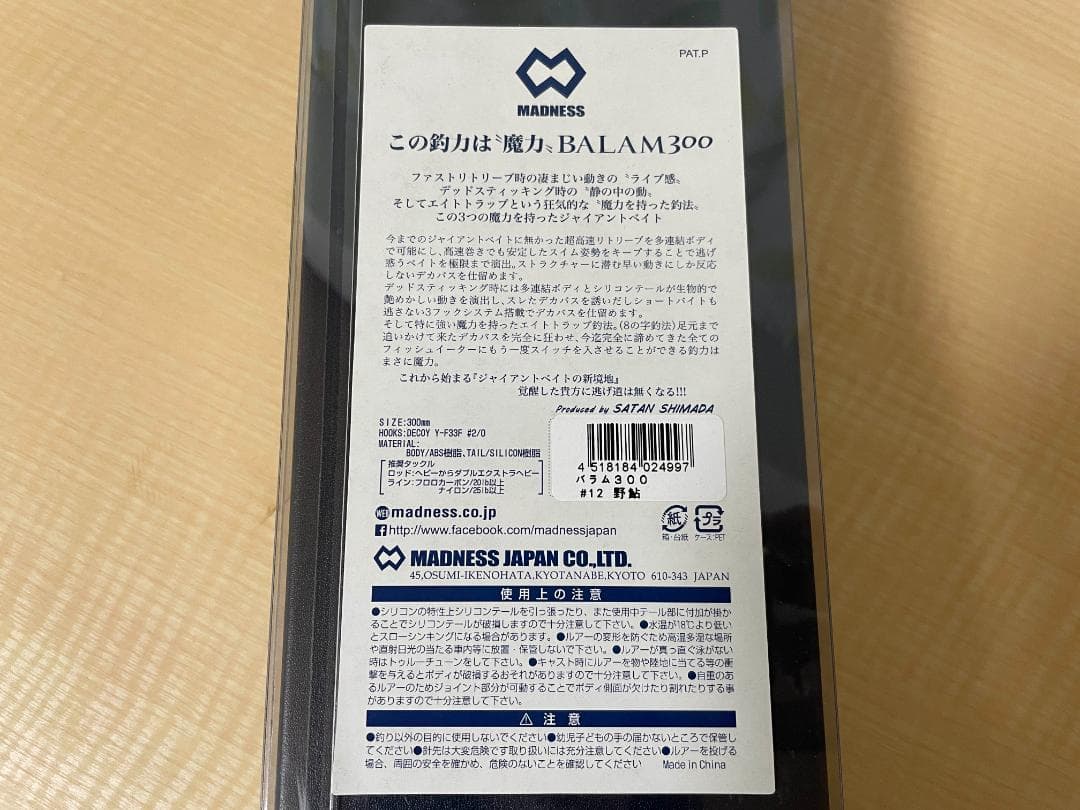 PAT.P
MADNESS
この釣力は〝魔力〟BALAM300
ファストリトリーブ時の凄まじい動きの〝ライブ感〟
デッドスティッキング時の〝静の中の動〟
そしてエイトトラップという狂気的な〝魔力を持った釣法〟
この3つの魔力を持ったジャイアントベイト
今までのジャイアントベイトに無かった超高速リトリーブを多連結ボディ
で可能にし、高速巻きでも安定したスイム姿勢をキープすることで逃げ
惑うベイトを極限まで演出。ストラクチャーに潜む早い動きにしか反応
しないデカバスを仕留めます。
デッドスティッキング時には多連結ボディとシリコンテールが生物的で
艶めかしい動きを演出し、スレたデカバスを誘いだしショートバイトも
逃さない3フックシステム搭載でデカバスを仕留めます。
そして特に強い魔力を持ったエイトトラップ釣法。(8の字釣法)足元まで
追いかけて来たデカバスを完全に狂わせ、今迄完全に諦めてきた全ての
フィッシュイーターにもう一度スイッチを入させることができる釣力は
まさに魔力。
これから始まる『ジャイアントベイトの新境地』
覚醒した貴方に逃げ道は無くなる!!!
Produced by SATAN SHIMADA
SIZE:300mm
HOOKS:DECOY Y-F33F #2/0
MATERIAL:
BODY/ABS樹脂、TAIL/SILICON樹脂
推奨タックル
ロッド:ヘビーからダブルエクストラヘビー
ライン:フロロカーボン/20lb以上
ナイロン/25lb以上
4 518184 024997
バラム300
#12 野鮎
WEB madness.co.jp
http://www.facebook.com/madnessjapan
紙
箱・台紙
プラ
ケース:PET
MADNESS JAPAN CO.,LTD.
45,OSUMI-IKENOHATA,KYOTANABE,KYOTO 610-343 JAPAN
使用上の注意
●シリコンの特性上シリコンテールを引っ張ったり、また使用中テール部に付加が掛か
ることでシリコンテールが破損しますので十分注意して下さい。●水温が18℃より低い
とスローシンキングになる場合があります。●ルアーの変形を防ぐため高温多湿な場所
や直射日光の当たる車内等に放置・保管しないで下さい。●ルアーが真っ直ぐ泳がない
時はトゥルーチューンをして下さい。●キャスト時にルアーを物や陸地に当てる等の衝
撃を与えるとボディが破損するおそれがありますので十分注意して下さい。●自重のあ
るルアーのためジョイント部分が可動することでボディ側面が欠けたり割れたりする事
がありますので十分注意して下さい。
⚠ 注意
●釣り以外の目的に使用しないでください●幼児子どもの手の届かないところで保管し
てください●針先は大変危険です取り扱いには充分注意してください●ルアーを投げる
場合、周囲の安全を確かめ、危険のないことを確認してください Made in China